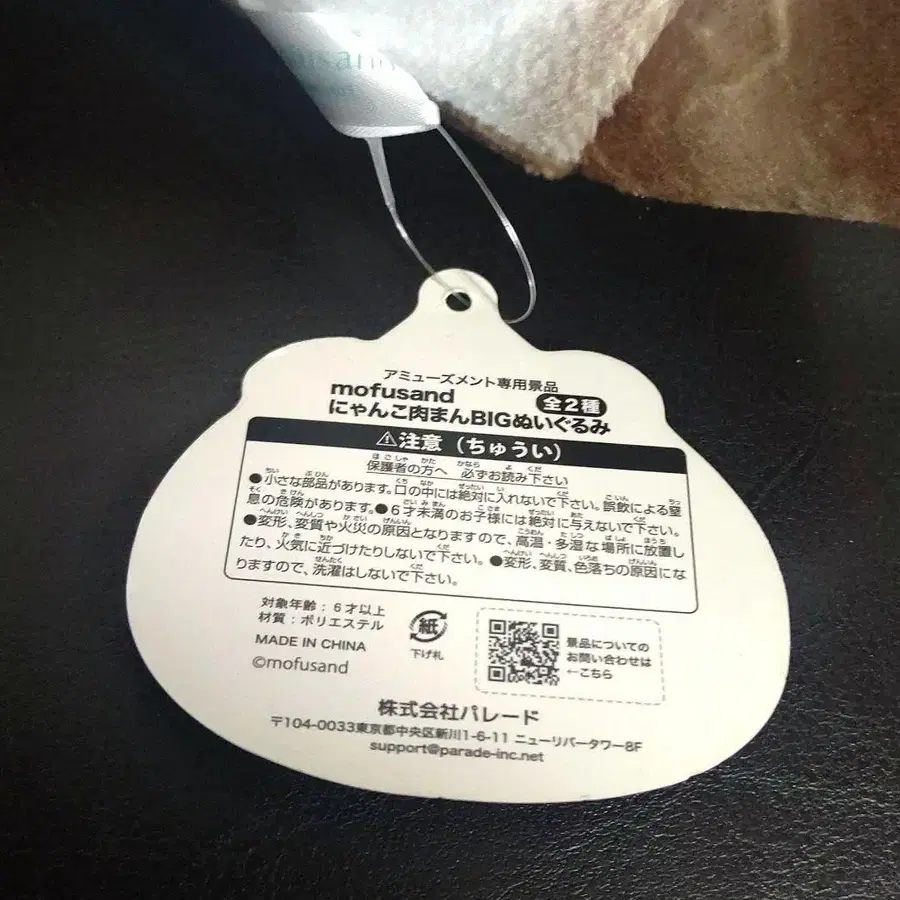 アミューズメント専用景品
mofusand
にゃんこ肉まんBIGぬいぐるみ
全2種
⚠注意（ちゅうい）
保護者の方へ 必ずお読み下さい
●小さな部品があります。口の中には絶対に入れないで下さい。誤飲による窒
息の危険があります。●6才未満のお子様には絶対に与えないで下さい。
●変形、変質や火災の原因となりますので、高温・多湿な場所に放置し
たり、火気に近づけたりしないで下さい。●変形、変質、色落ちの原因にな
りますので、洗濯はしないで下さい。
対象年齢：6才以上
材質：ポリエステル
MADE IN CHINA
©mofusand
紙
下げ札
景品についての
お問い合わせは
←こちら
株式会社パレード
〒104-0033東京都中央区新川1-6-11 ニューリバータワー8F
support@parade-inc.net